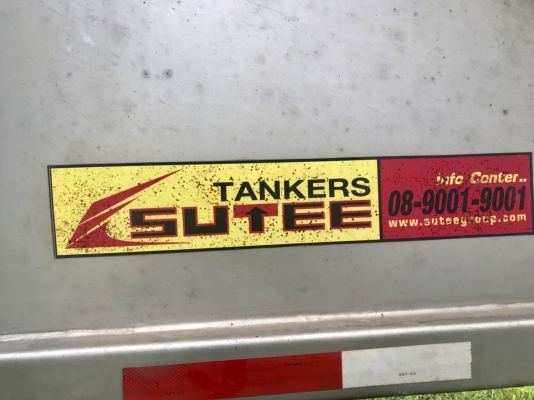 TANKERS
SUTEE
Info Center..
08-9001-9001
www.suteegroup.com